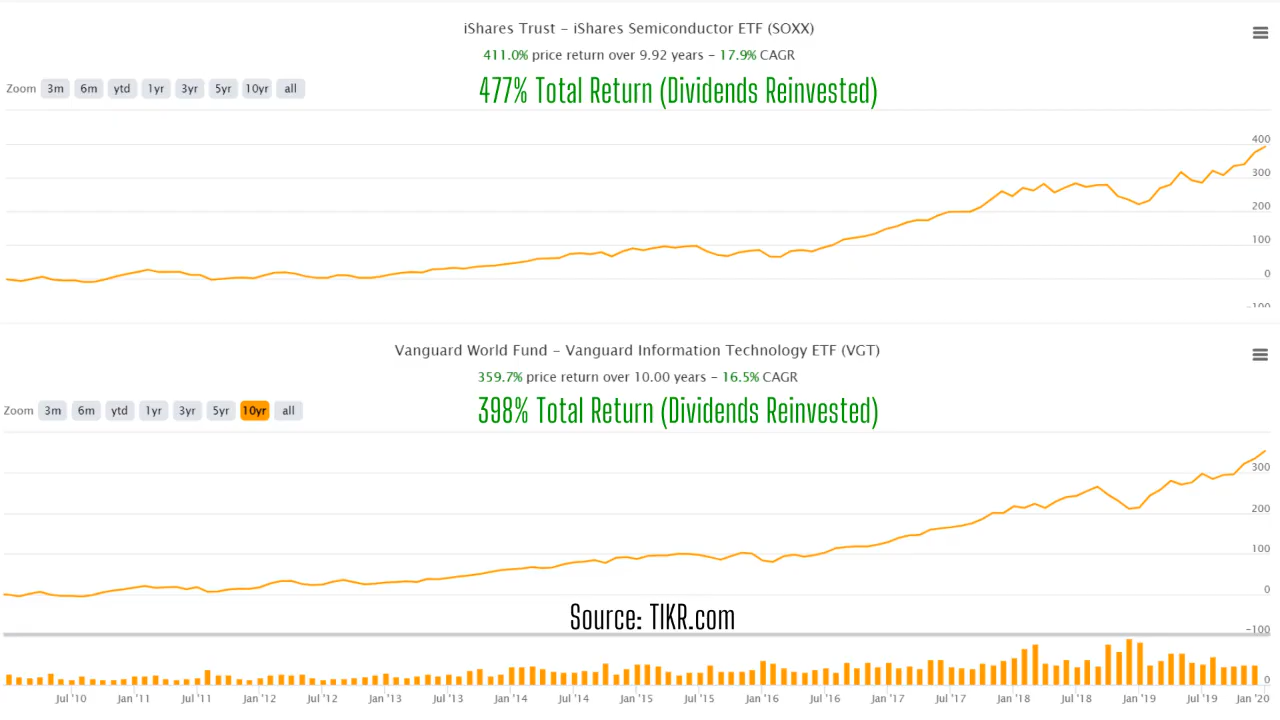 iShares Trust - iShares Semiconductor ETF (SOXX)
411.0% price return over 9.92 years - 17.9% CAGR
477% Total Return (Dividends Reinvested)
Zoom 3m 6m ytd 1yr 3yr 5yr 10yr all
400
300
200
100
0
-100
Vanguard World Fund - Vanguard Information Technology ETF (VGT)
359.7% price return over 10.00 years - 16.5% CAGR
398% Total Return (Dividends Reinvested)
Zoom 3m 6m ytd 1yr 3yr 5yr 10yr all
300
200
100
0
Source: TIKR.com
-100
0
Jul '10 Jan '11 Jul '11 Jan '12 Jul '12 Jan '13 Jul '13 Jan '14 Jul '14 Jan '15 Jul '15 Jan '16 Jul '16 Jan '17 Jul '17 Jan '18 Jul '18 Jan '19 Jul '19 Jan '20